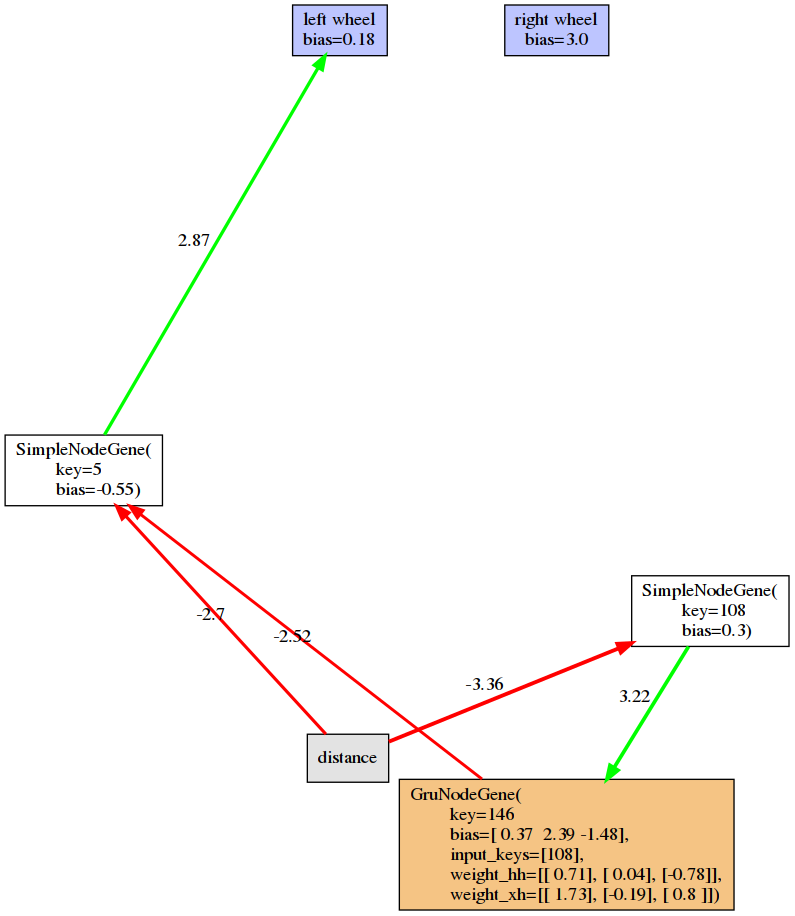 left wheel
bias=0.18
right wheel
bias=3.0
2.87
SimpleNodeGene(
key=5
bias=-0.55)
SimpleNodeGene(
key=108
bias=0.3)
-2.7
-2.52
-3.36
3.22
distance
GruNodeGene(
key=146
bias=[ 0.37 2.39 -1.48],
input_keys=[108],
weight_hh=[[ 0.71], [ 0.04], [-0.78]],
weight_xh=[[ 1.73], [-0.19], [ 0.8 ]])